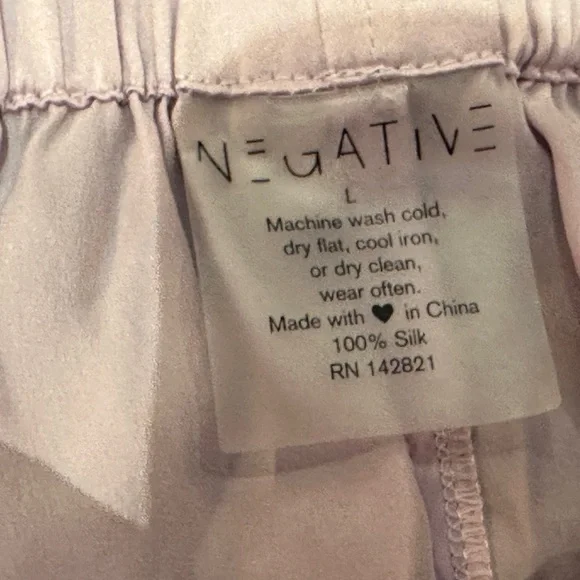 NEGATIVE
L
Machine wash cold,
dry flat, cool iron,
or dry clean,
wear often.
Made with ♥ in China
100% Silk
RN 142821